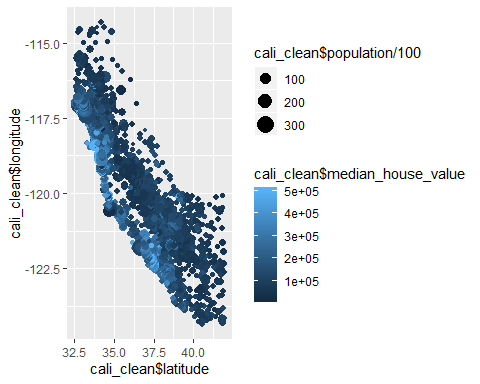 cali_clean$longitude
-115.0
-117.5
-120.0
-122.5
32.5 35.0 37.5 40.0
cali_clean$latitude
cali_clean$population/100
100
200
300
cali_clean$median_house_value
5e+05
4e+05
3e+05
2e+05
1e+05